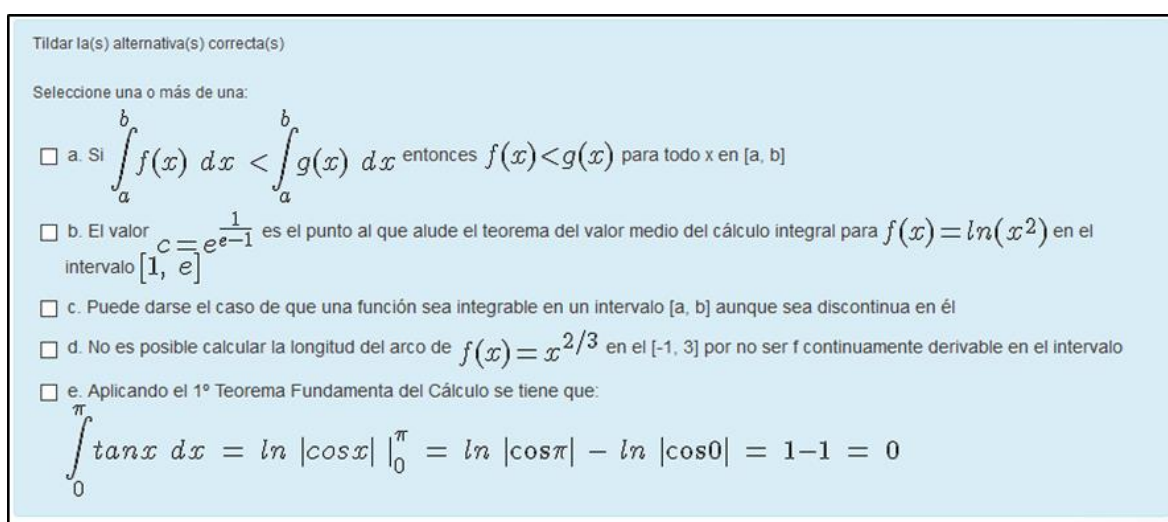 Tildar la(s) alternativa(s) correcta(s)
Seleccione una o más de una:
a. Si ∫_a^b f(x) dx < ∫_a^b g(x) dx entonces f(x)<g(x) para todo x en [a, b]
b. El valor c=e^{\frac{1}{e-1}} es el punto al que alude el teorema del valor medio del cálculo integral para f(x)=ln(x^2) en el
intervalo [1, e]
c. Puede darse el caso de que una función sea integrable en un intervalo [a, b] aunque sea discontinua en él
d. No es posible calcular la longitud del arco de f(x)=x^{2/3} en el [-1, 3] por no ser f continuamente derivable en el intervalo
e. Aplicando el 1º Teorema Fundamenta del Cálculo se tiene que:
∫_0^π tanx dx = ln |cosx| |_0^π = ln |cosπ| − ln |cos0| = 1−1 = 0